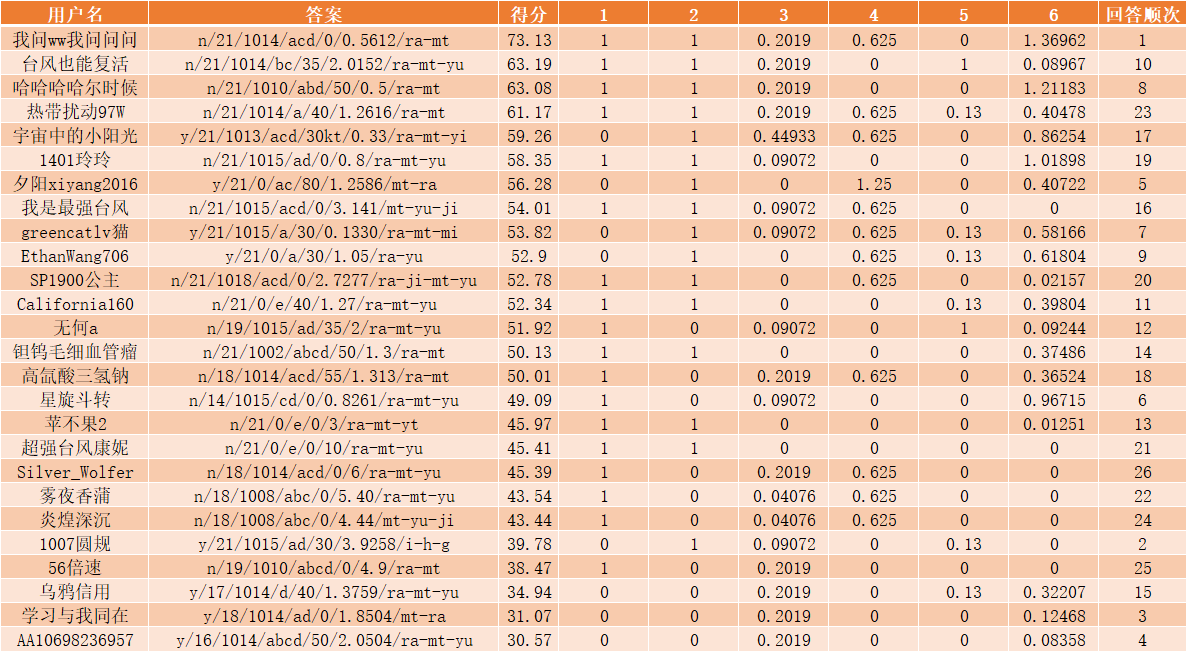 用户名 答案 得分 1 2 3 4 5 6 回答顺次
我问ww我问问问 n/21/1014/acd/0/0.5612/ra-mt 73.13 1 1 0.2019 0.625 0 1.36962 1
台风也能复活 n/21/1014/bc/35/2.0152/ra-mt-yu 63.19 1 1 0.2019 0 1 0.08967 10
哈哈哈哈尔时候 n/21/1010/abd/50/0.5/ra-mt 63.08 1 1 0.2019 0 0 1.21183 8
热带扰动97W n/21/1014/a/40/1.2616/ra-mt 61.17 1 1 0.2019 0.625 0.13 0.40478 23
宇宙中的小阳光 y/21/1013/acd/30kt/0.33/ra-mt-yi 59.26 0 1 0.44933 0.625 0 0.86254 17
1401玲玲 n/21/1015/ad/0/0.8/ra-mt-yu 58.35 1 1 0.09072 0 0 1.01898 19
夕阳xiyang2016 y/21/0/ac/80/1.2586/mt-ra 56.28 0 1 0 1.25 0 0.40722 5
我是最强台风 n/21/1015/acd/0/3.141/mt-yu-ji 54.01 1 1 0.09072 0.625 0 0 16
greencatlv猫 y/21/1015/a/30/0.1330/ra-mt-mi 53.82 0 1 0.09072 0.625 0.13 0.58166 7
EthanWang706 y/21/0/a/30/1.05/ra-yu 52.9 0 1 0 0.625 0.13 0.61804 9
SP1900公主 n/21/1018/acd/0/2.7277/ra-ji-mt-yu 52.78 1 1 0 0.625 0 0.02157 20
California160 n/21/0/e/40/1.27/ra-mt-yu 52.34 1 1 0 0 0.13 0.39804 11
无何a n/19/1015/ad/35/2/ra-mt-yu 51.92 1 0 0.09072 0 1 0.09244 12
钽钨毛细血管瘤 n/21/1002/abcd/50/1.3/ra-mt 50.13 1 1 0 0 0 0.37486 14
高氙酸三氢钠 n/18/1014/acd/55/1.313/ra-mt 50.01 1 0 0.2019 0.625 0 0.36524 18
星旋斗转 n/14/1015/cd/0/0.8261/ra-mt-yu 49.09 1 0 0.09072 0 0 0.96715 6
苹不果2 n/21/0/e/0/3/ra-mt-yt 45.97 1 1 0 0 0 0.01251 13
超强台风康妮 n/21/0/e/0/10/ra-mt-yu 45.41 1 1 0 0 0 0 21
Silver_Wolfer n/18/1014/acd/0/6/ra-mt-yu 45.39 1 0 0.2019 0.625 0 0 26
雾夜香蒲 n/18/1008/abc/0/5.40/ra-mt-yu 43.54 1 0 0.04076 0.625 0 0 22
炎煌深沉 n/18/1008/abc/0/4.44/mt-yu-ji 43.44 1 0 0.04076 0.625 0 0 24
1007圆规 y/21/1015/ad/30/3.9258/i-h-g 39.78 0 1 0.09072 0 0.13 0 2
56倍速 n/19/1010/abcd/0/4.9/ra-mt 38.47 1 0 0.2019 0 0 0 25
乌鸦信用 y/17/1014/d/40/1.3759/ra-mt-yu 34.94 0 0 0.2019 0 0.13 0.32207 15
学习与我同在 y/18/1014/ad/0/1.8504/mt-ra 31.07 0 0 0.2019 0 0 0.12468 3
AA10698236957 y/16/1014/abcd/50/2.0504/ra-mt-yu 30.57 0 0 0.2019 0 0 0.08358 4